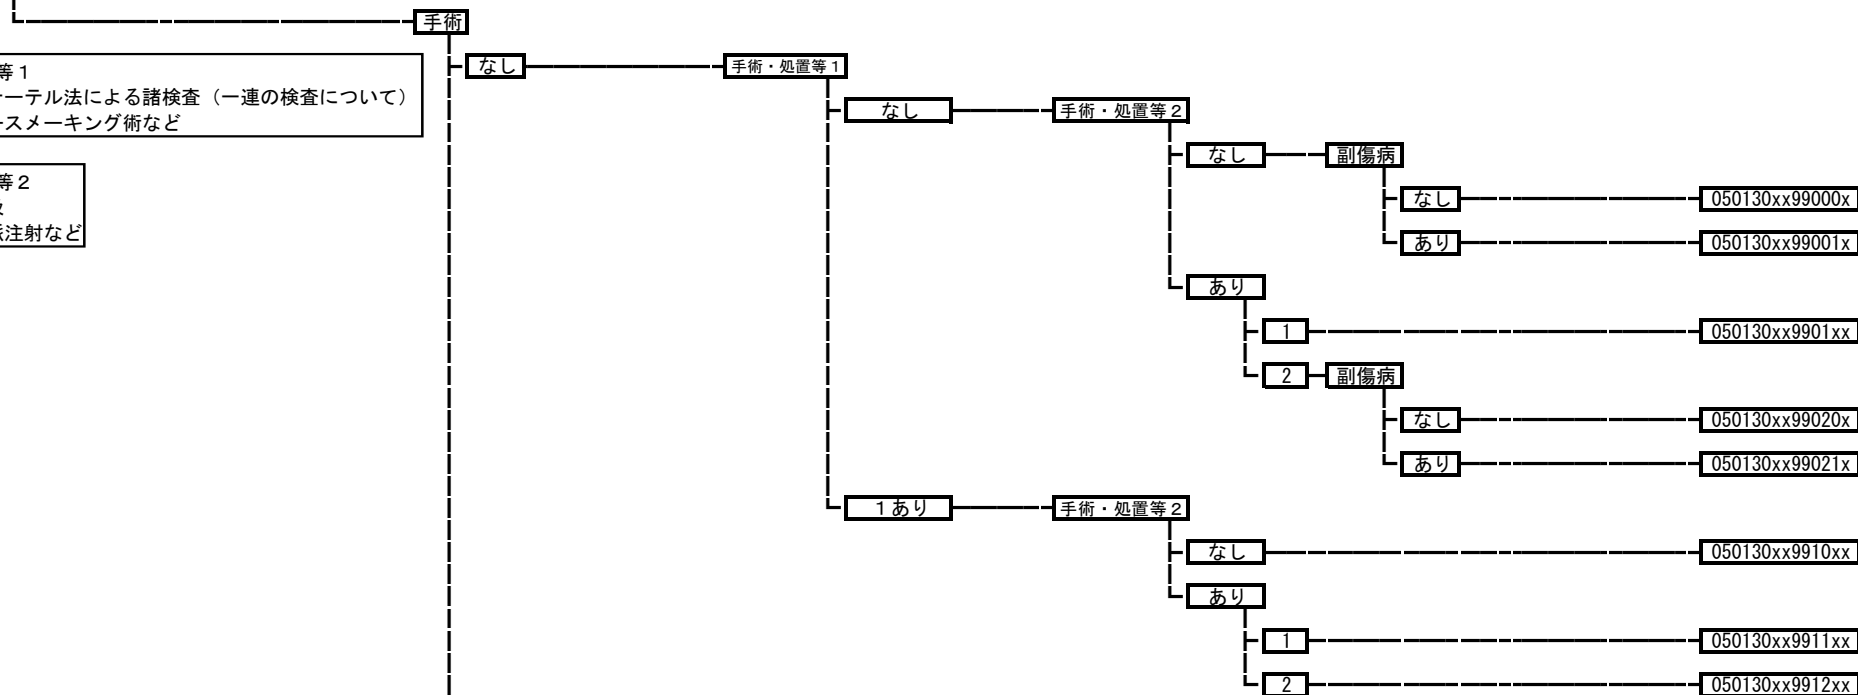 手術
なし
手術・処置等1
等1
ーテル法による諸検査（一連の検査について）
スメーキング術など
なし
手術・処置等2
なし
副傷病
等2
注射など
なし
050130xx99000x
あり
050130xx99001x
あり
1
050130xx9901xx
2
副傷病
なし
050130xx99020x
あり
050130xx99021x
1あり
手術・処置等2
なし
050130xx9910xx
あり
1
050130xx9911xx
2
050130xx9912xx